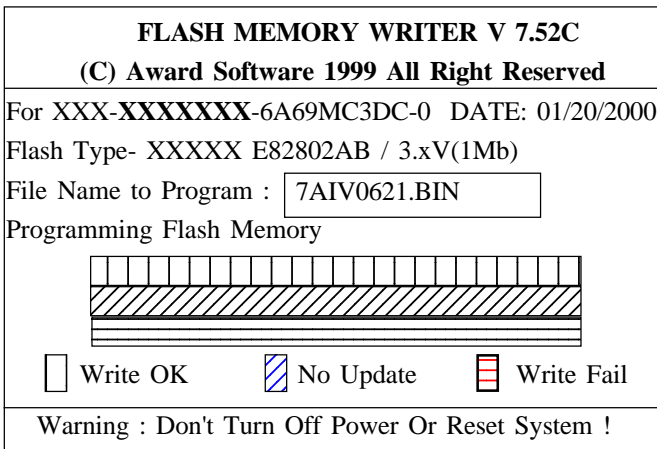 FLASH MEMORY WRITER V 7.52C
(C) Award Software 1999 All Right Reserved
For XXX-XXXXXXX-6A69MC3DC-0 DATE: 01/20/2000
Flash Type- XXXXX E82802AB / 3.xV(1Mb)
File Name to Program : 7AIV0621.BIN
Programming Flash Memory
Write OK No Update Write Fail
Warning : Don't Turn Off Power Or Reset System !